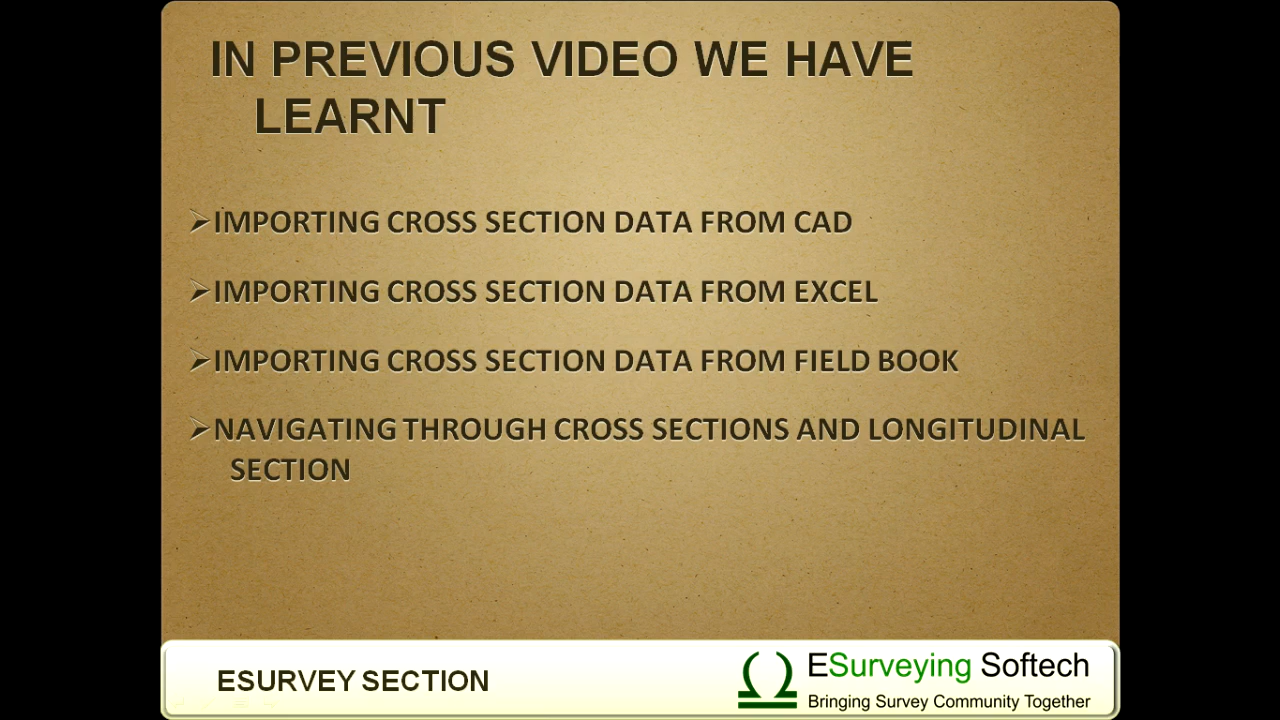 IN PREVIOUS VIDEO WE HAVE
LEARNT
➢IMPORTING CROSS SECTION DATA FROM CAD
➢IMPORTING CROSS SECTION DATA FROM EXCEL
➢IMPORTING CROSS SECTION DATA FROM FIELD BOOK
➢NAVIGATING THROUGH CROSS SECTIONS AND LONGITUDINAL
SECTION
ESURVEY SECTION
ESurveying Softech
Bringing Survey Community Together